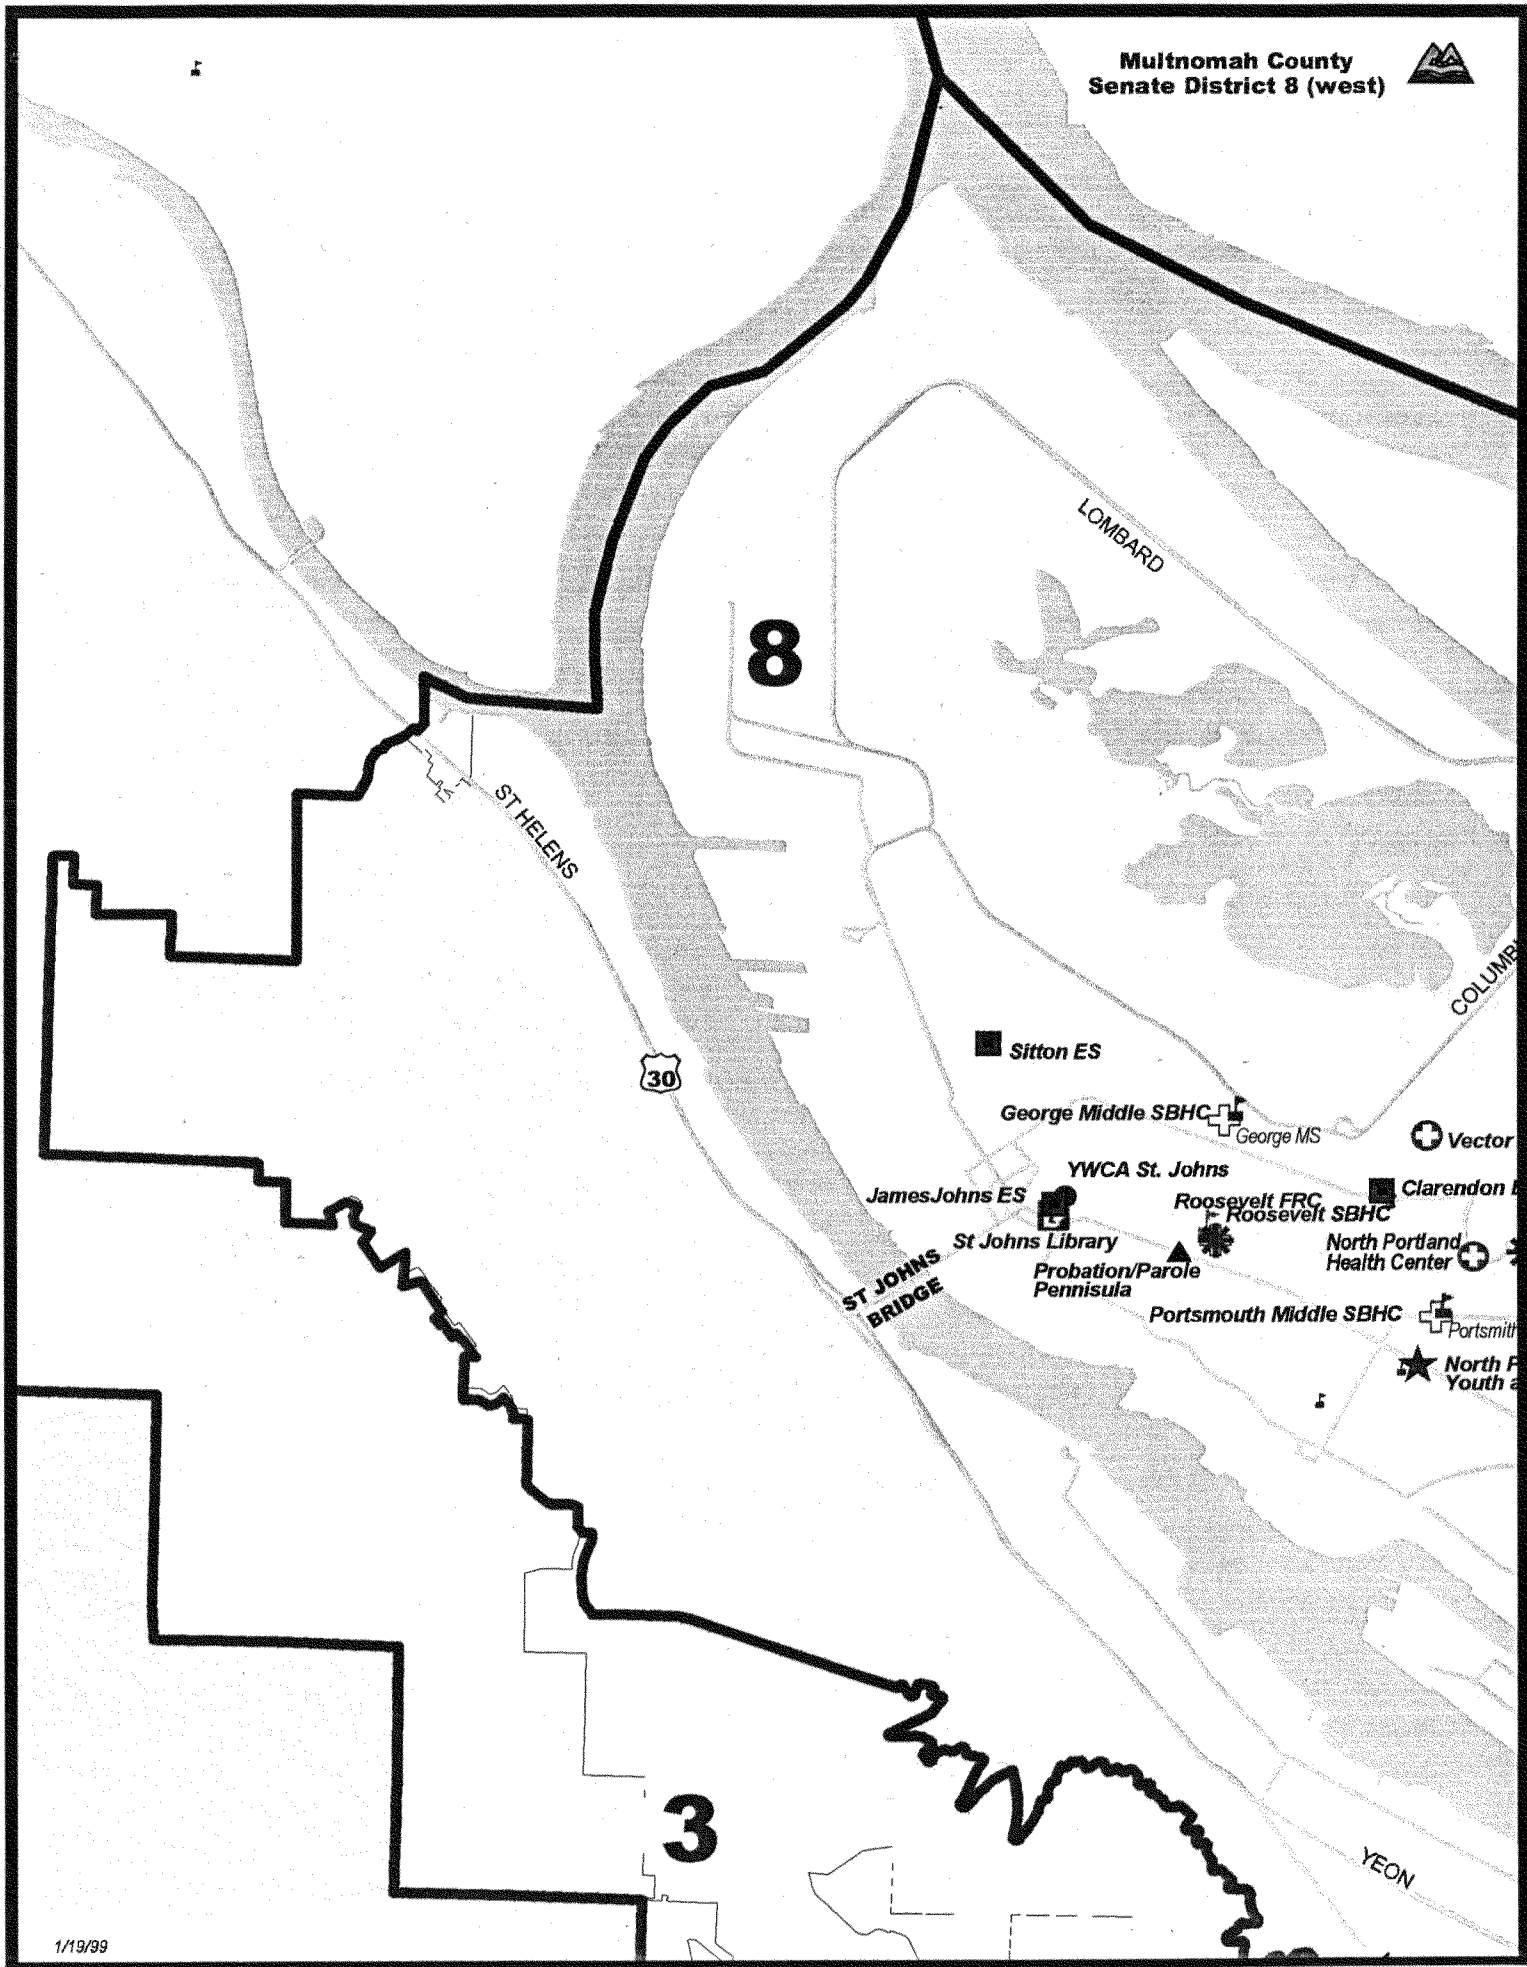 Multnomah County
Senate District 8 (west)
LOMBARD
8
ST HELENS
COLUMB
30
Sitton ES
George Middle SBHC
George MS
Vector
YWCA St. Johns
JamesJohns ES
Clarendon
Roosevelt FRC
Roosevelt SBHC
St Johns Library
North Portland
Health Center
Probation/Parole
Pennisula
ST JOHNS
BRIDGE
Portsmouth Middle SBHC
Portsmith
North
Youth a
3
YEON
1/19/99